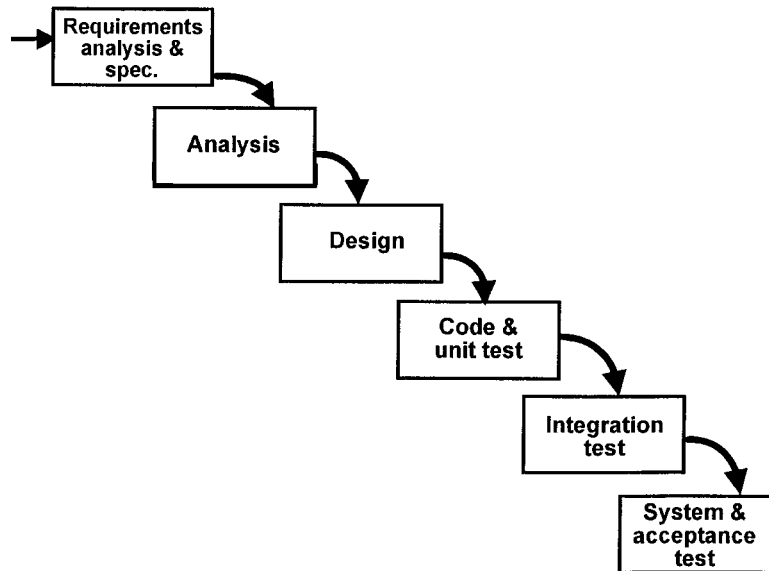 Requirements
analysis &
spec.
Analysis
Design
Code &
unit test
Integration
test
System &
acceptance
test